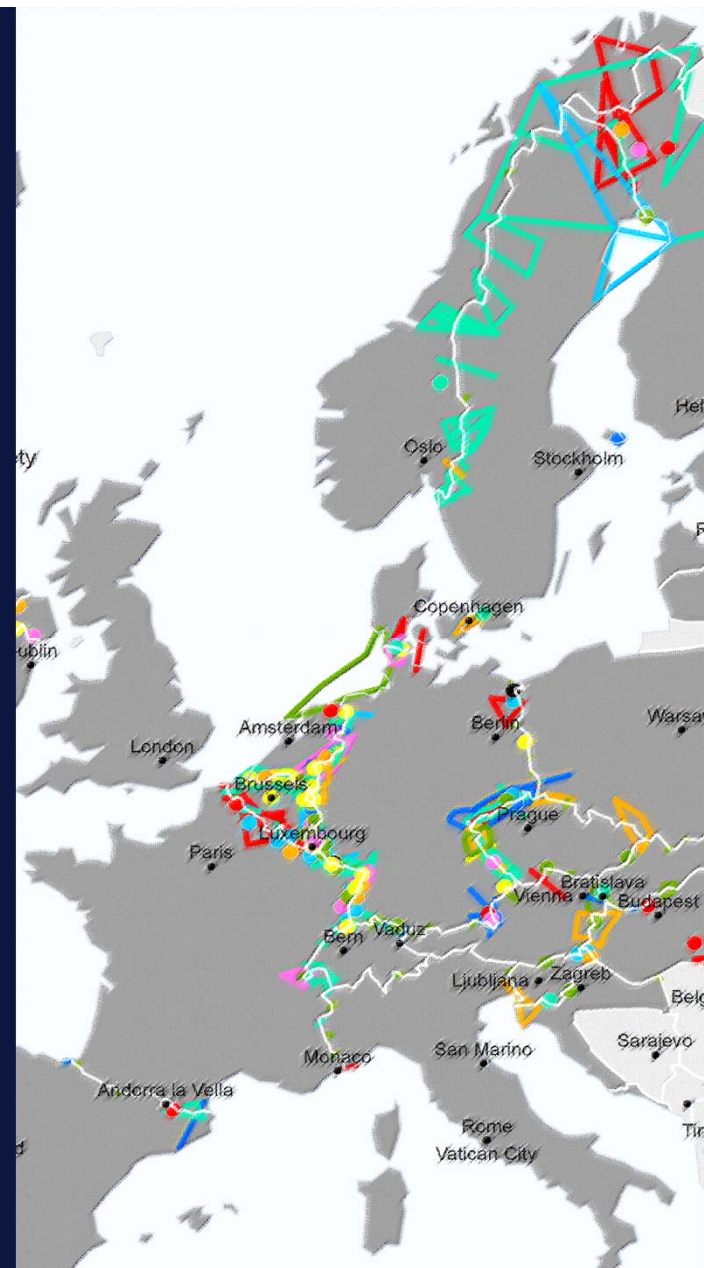 Oslo
Stockholm
Copenhagen
Amsterdam
Berlin
London
Brussels
Luxembourg
Prague
Paris
Bratislava
Vienna
Budapest
Bern
Vaduz
Ljubljana
Zagreb
Monaco
San Marino
Sarajevo
Andorra la Vella
Rome
Vatican City